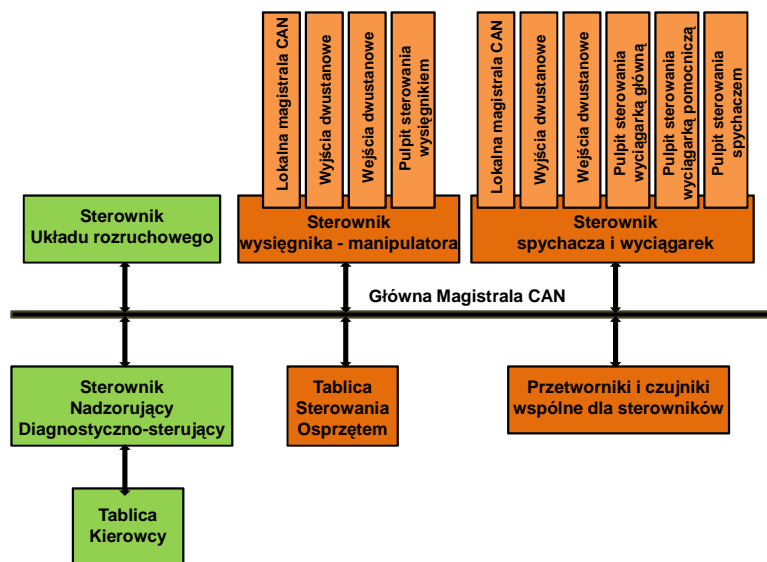 Lokalna magistrala CAN
Wyjścia dwustanowe
Wejścia dwustanowe
Pulpit sterowania
wysięgnikiem
Lokalna magistrala CAN
Wyjścia dwustanowe
Wejścia dwustanowe
Pulpit sterowania
wyciągarką główną
Pulpit sterowania
wyciągarką pomocniczą
Pulpit sterowania
spychaczem
Sterownik
Układu rozruchowego
Sterownik
wysięgnika - manipulatora
Sterownik
spychacza i wyciągarek
Główna Magistrala CAN
Sterownik
Nadzorujący
Diagnostyczno-sterujący
Tablica
Sterowania
Osprzętem
Przetworniki i czujniki
wspólne dla sterowników
Tablica
Kierowcy